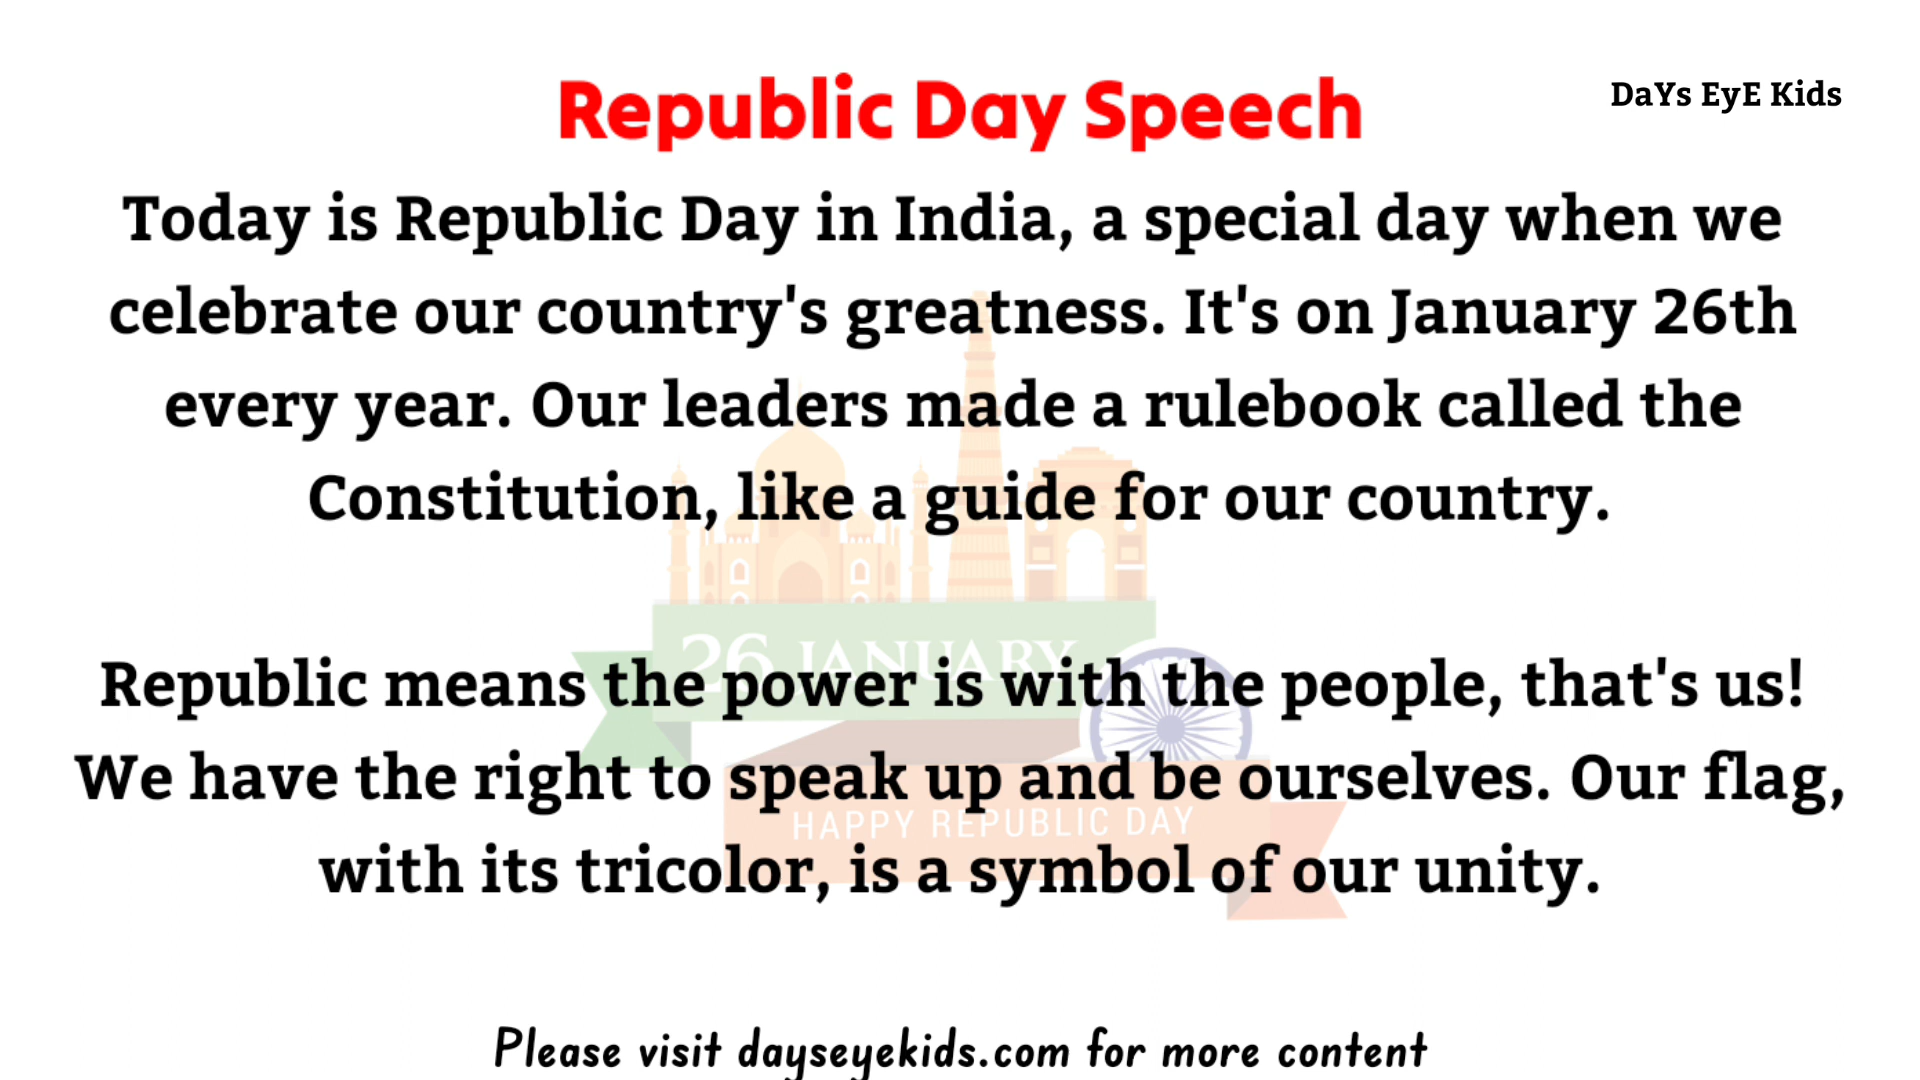 Republic Day Speech
DaYs EyE Kids
Today is Republic Day in India, a special day when we
celebrate our country's greatness. It's on January 26th
every year. Our leaders made a rulebook called the
Constitution, like a guide for our country.
26 JANUARY
Republic means the power is with the people, that's us!
We have the right to speak up and be ourselves. Our flag,
HAPPY REPUBLIC DAY
with its tricolor, is a symbol of our unity.
Please visit dayseyekids.com for more content